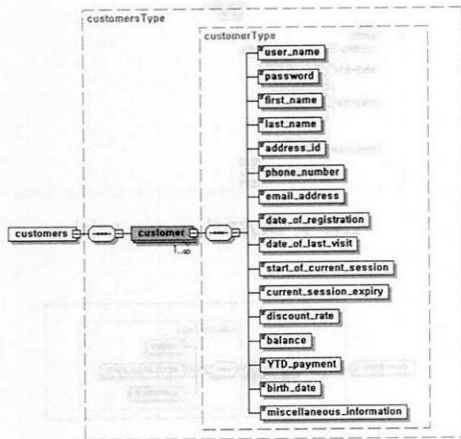 customersType
customerType
user_name
password
first_name
last_name
address_id
phone_number
email_address
date_of_registration
customers
customer
date_of_last_visit
start_of_current_session
current_session_expiry
discount_rate
balance
YTD_payment
birth_date
miscellaneous_information